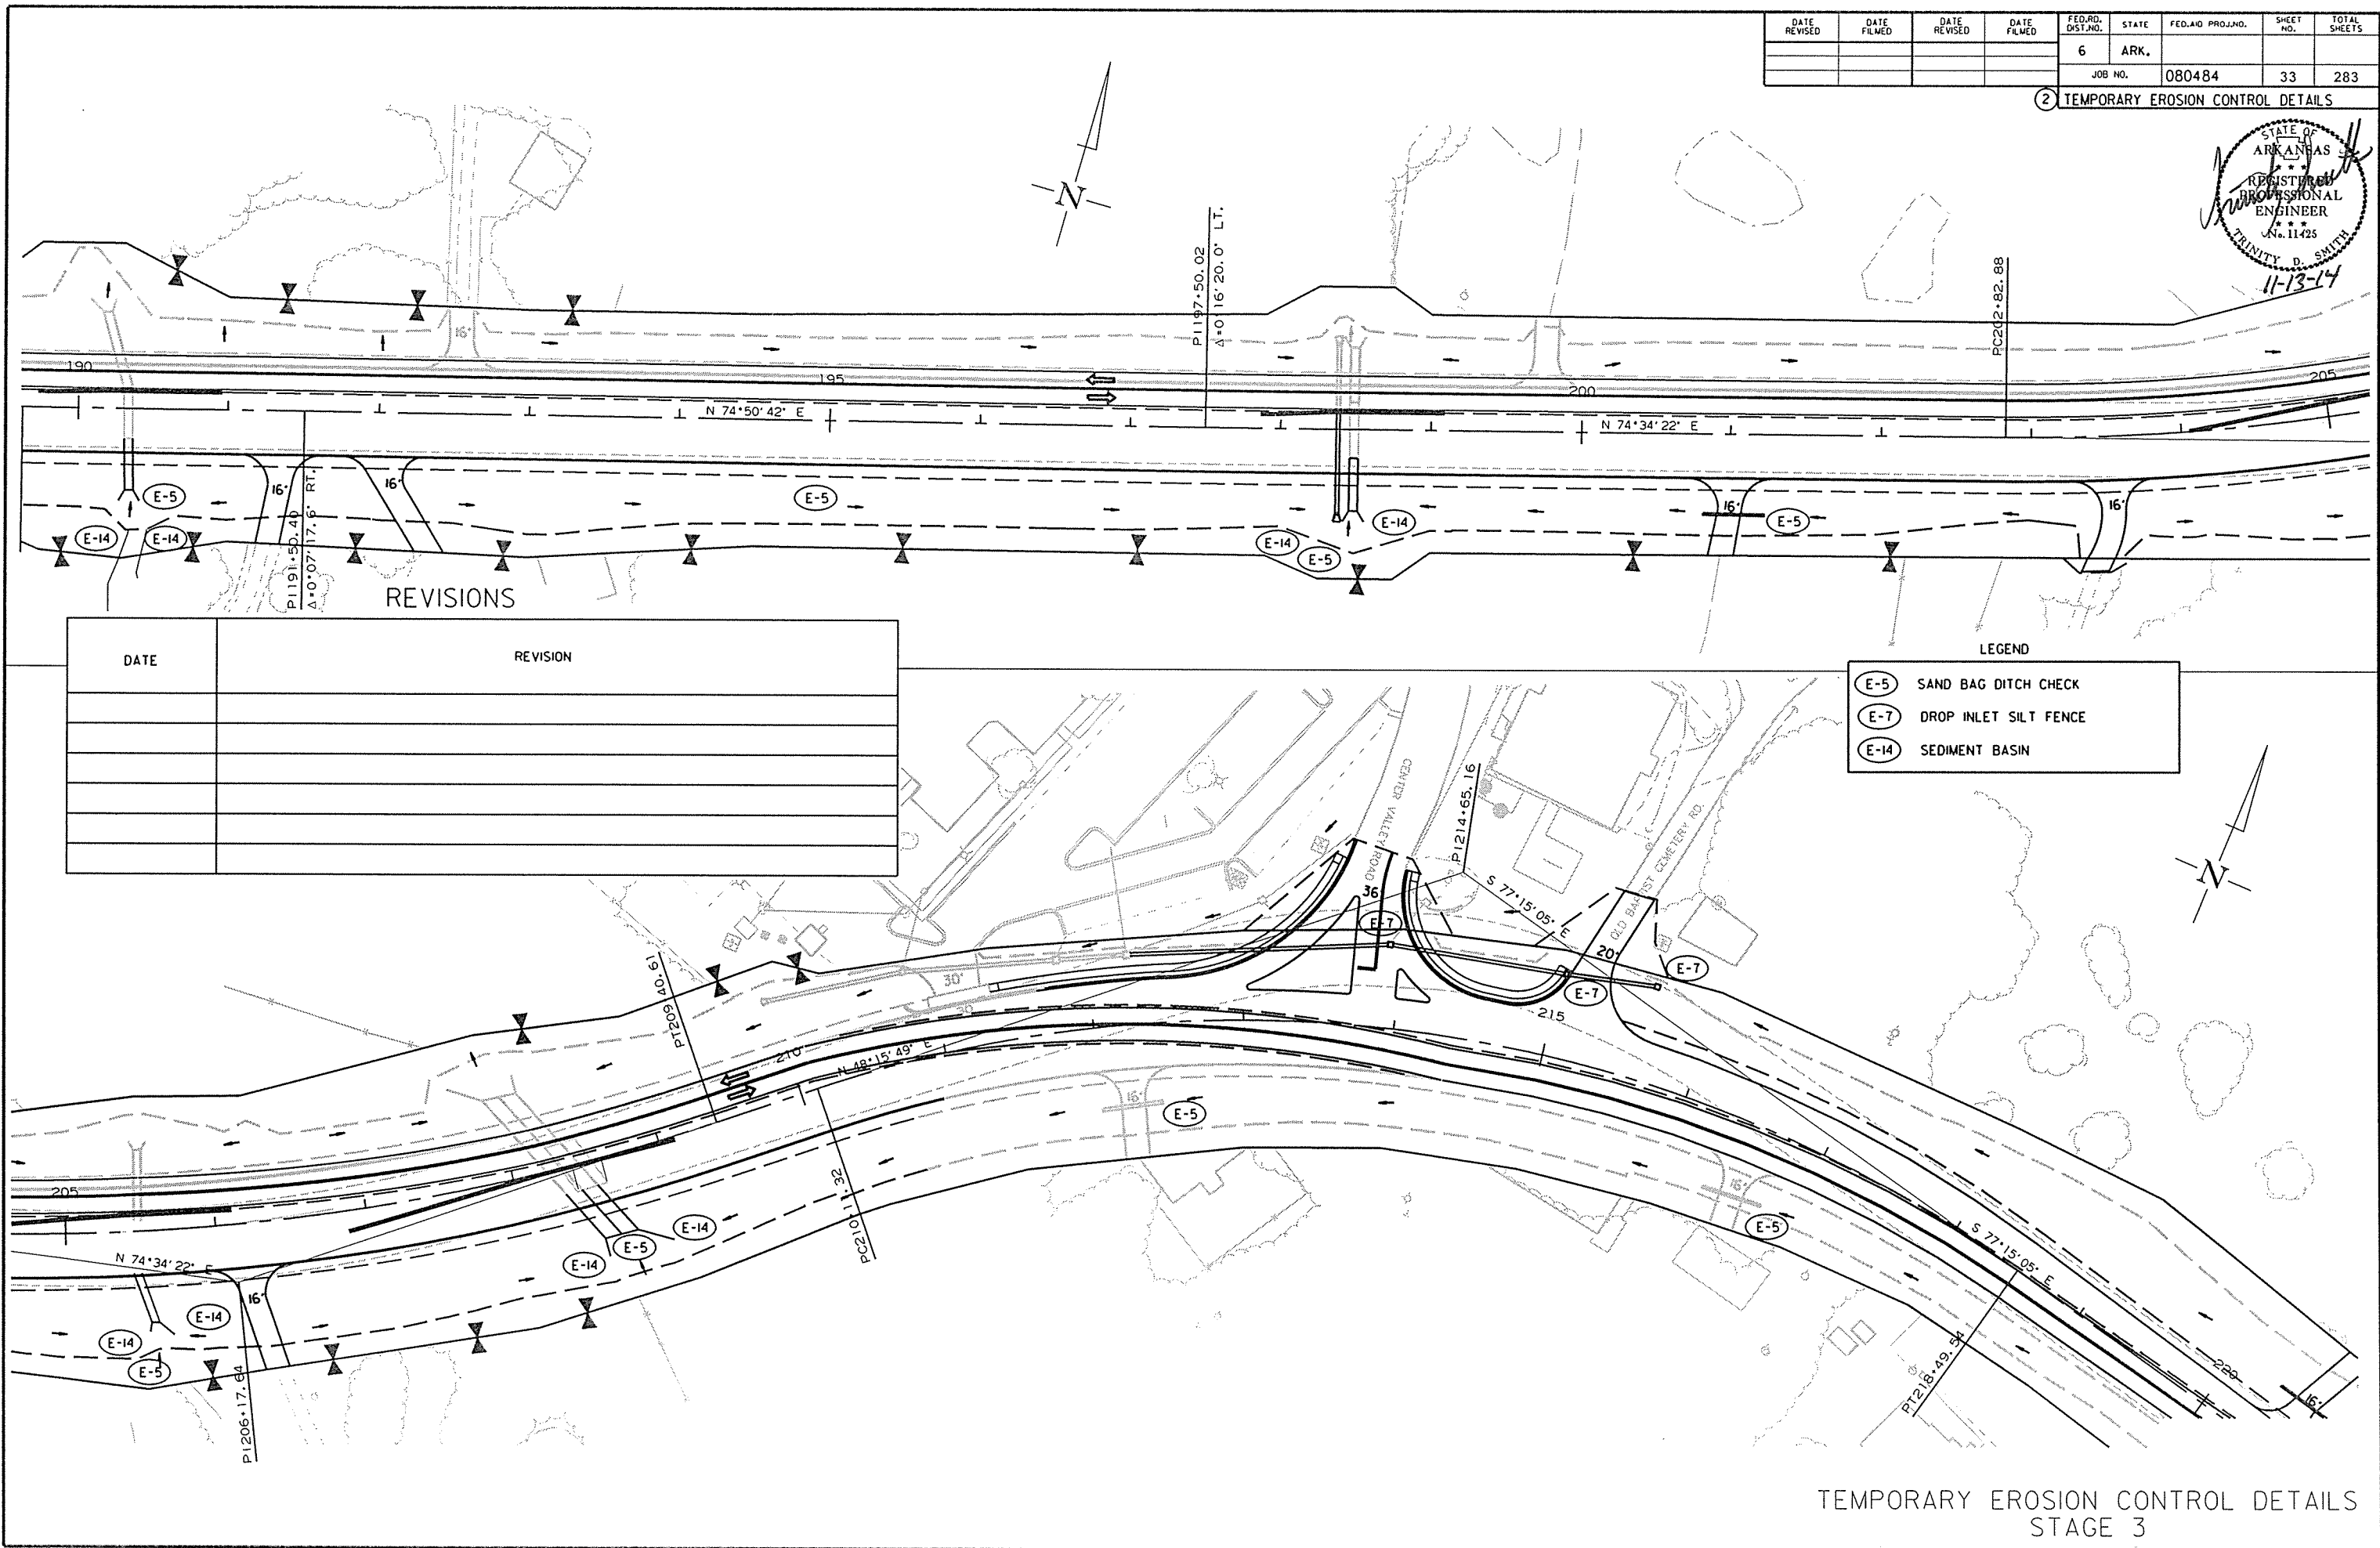 DATE REVISED
DATE FILMED
DATE REVISED
DATE FILMED
FED.RD. DIST.NO.
STATE
FED.AID PROJ.NO.
SHEET NO.
TOTAL SHEETS
6
ARK.
JOB NO.
080484
33
283
2 TEMPORARY EROSION CONTROL DETAILS
STATE OF
ARKANSAS
REGISTERED
PROFESSIONAL
ENGINEER
No. 11425
TRINITY D. SMITH
11-13-14
N
PI197+50.02
Δ=0°16'20.0" LT.
PC202+82.88
16'
190
195
200
205
N 74°50'42" E
N 74°34'22" E
16'
16'
16'
16'
E-5
E-5
E-5
E-14
E-14
E-14
E-14
E-5
PI191+50.40
Δ=0°07'17.6" RT.
REVISIONS
DATE
REVISION
LEGEND
E-5 SAND BAG DITCH CHECK
E-7 DROP INLET SILT FENCE
E-14 SEDIMENT BASIN
N
CENTER VALLEY ROAD
PI214+65.16
OLD BAPTIST CEMETERY RD.
S 77°15'05" E
36'
E-7
20'
E-7
E-7
30'
30
PT209+40.61
210
N 48°15'49" E
215
16'
E-5
16'
E-5
PC210+11.32
E-14
E-5
E-14
205
N 74°34'22" E
16'
E-14
E-14
E-5
PI206+17.64
S 77°15'05" E
PT218+49.54
220
16'
TEMPORARY EROSION CONTROL DETAILS
STAGE 3